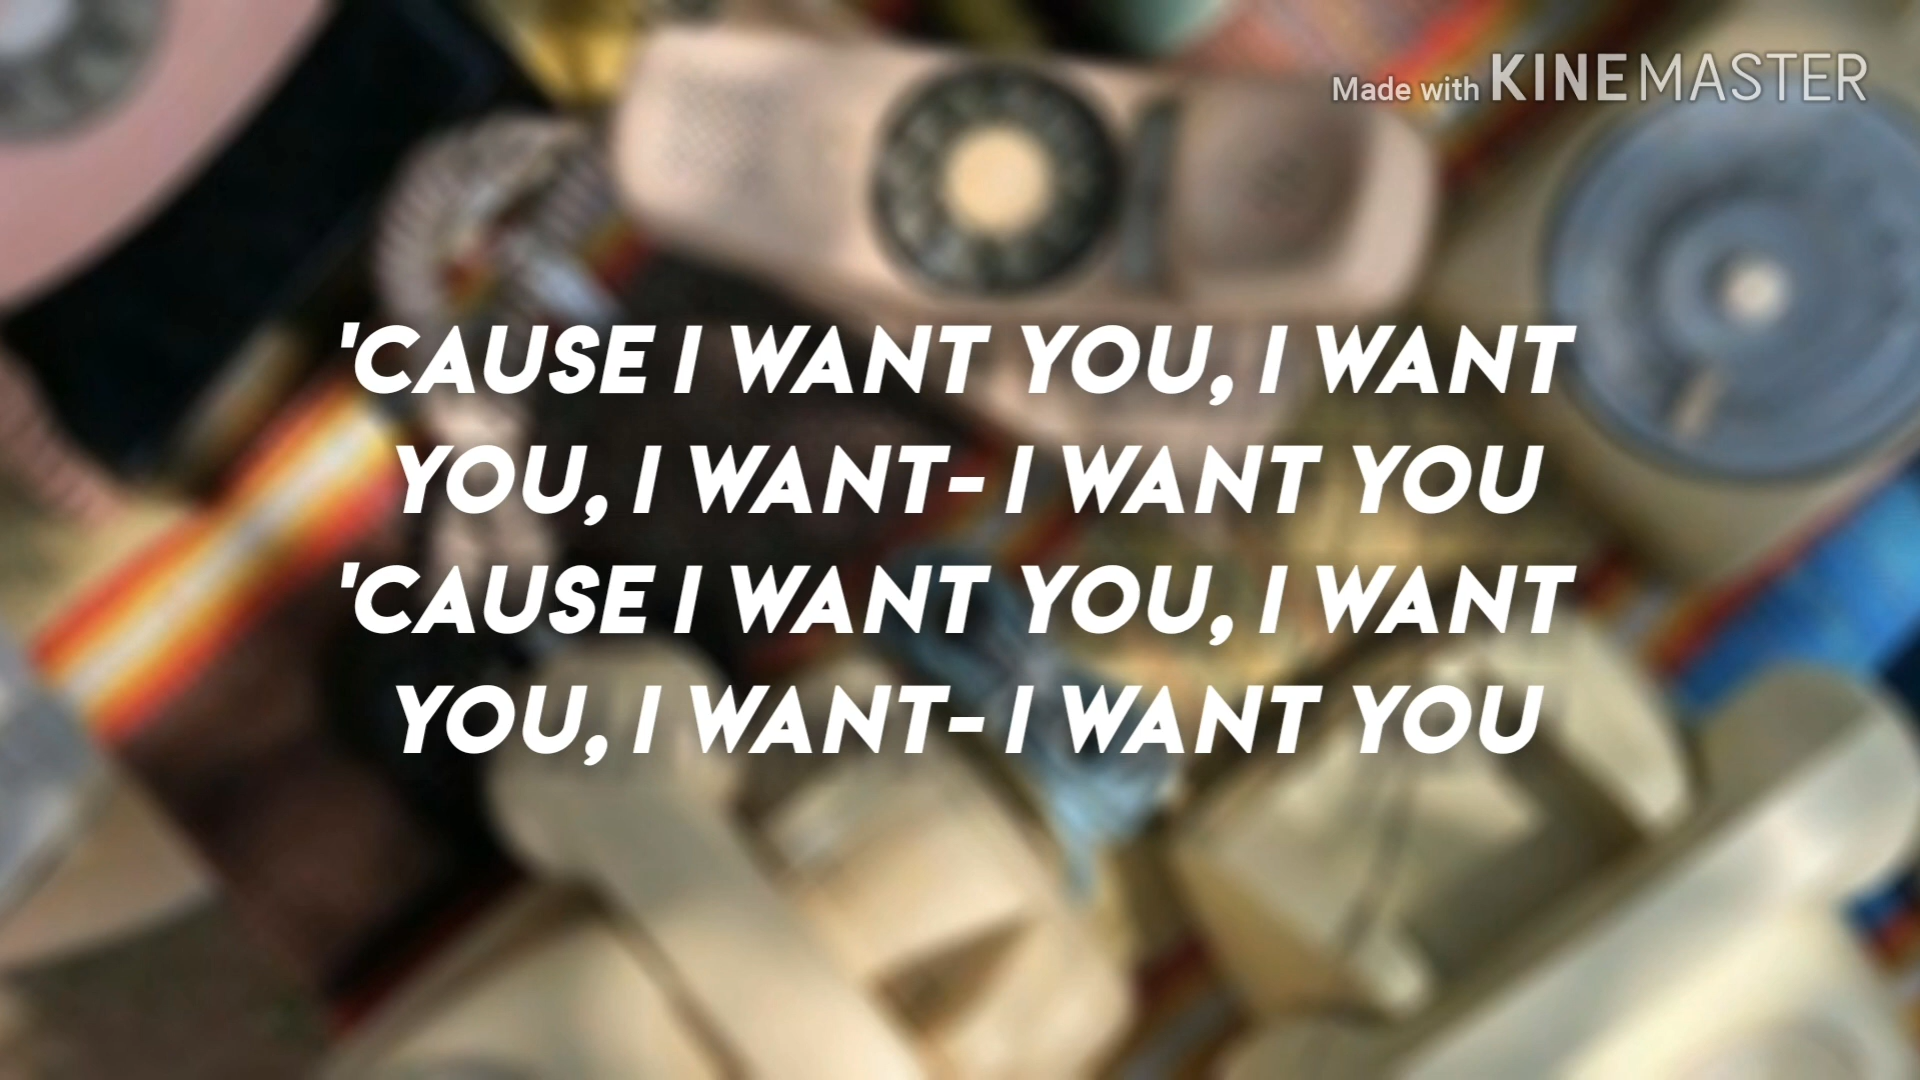 Made with KINEMASTER
'CAUSE I WANT YOU, I WANT
YOU, I WANT- I WANT YOU
'CAUSE I WANT YOU, I WANT
YOU, I WANT- I WANT YOU